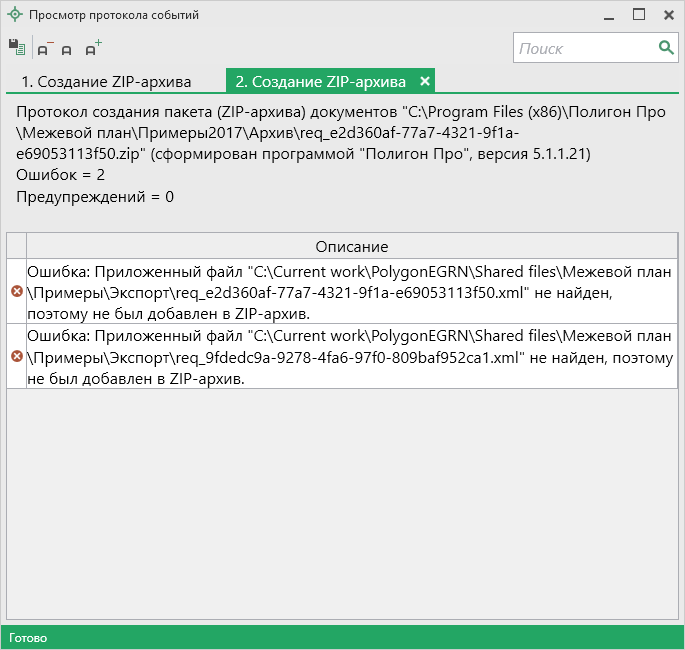 Просмотр протокола событий
Поиск
1. Создание ZIP-архива
2. Создание ZIP-архива
Протокол создания пакета (ZIP-архива) документов "C:\Program Files (x86)\Полигон Про
\Межевой план\Примеры2017\Архив\req_e2d360af-77a7-4321-9f1a-
e69053113f50.zip" (сформирован программой "Полигон Про", версия 5.1.1.21)
Ошибок = 2
Предупреждений = 0
Описание
Ошибка: Приложенный файл "C:\Current work\PolygonEGRN\Shared files\Межевой план
\Примеры\Экспорт\req_e2d360af-77a7-4321-9f1a-e69053113f50.xml" не найден,
поэтому не был добавлен в ZIP-архив.
Ошибка: Приложенный файл "C:\Current work\PolygonEGRN\Shared files\Межевой план
\Примеры\Экспорт\req_9fdedc9a-9278-4fa6-97f0-809baf952ca1.xml" не найден, поэтому
не был добавлен в ZIP-архив.
Готово